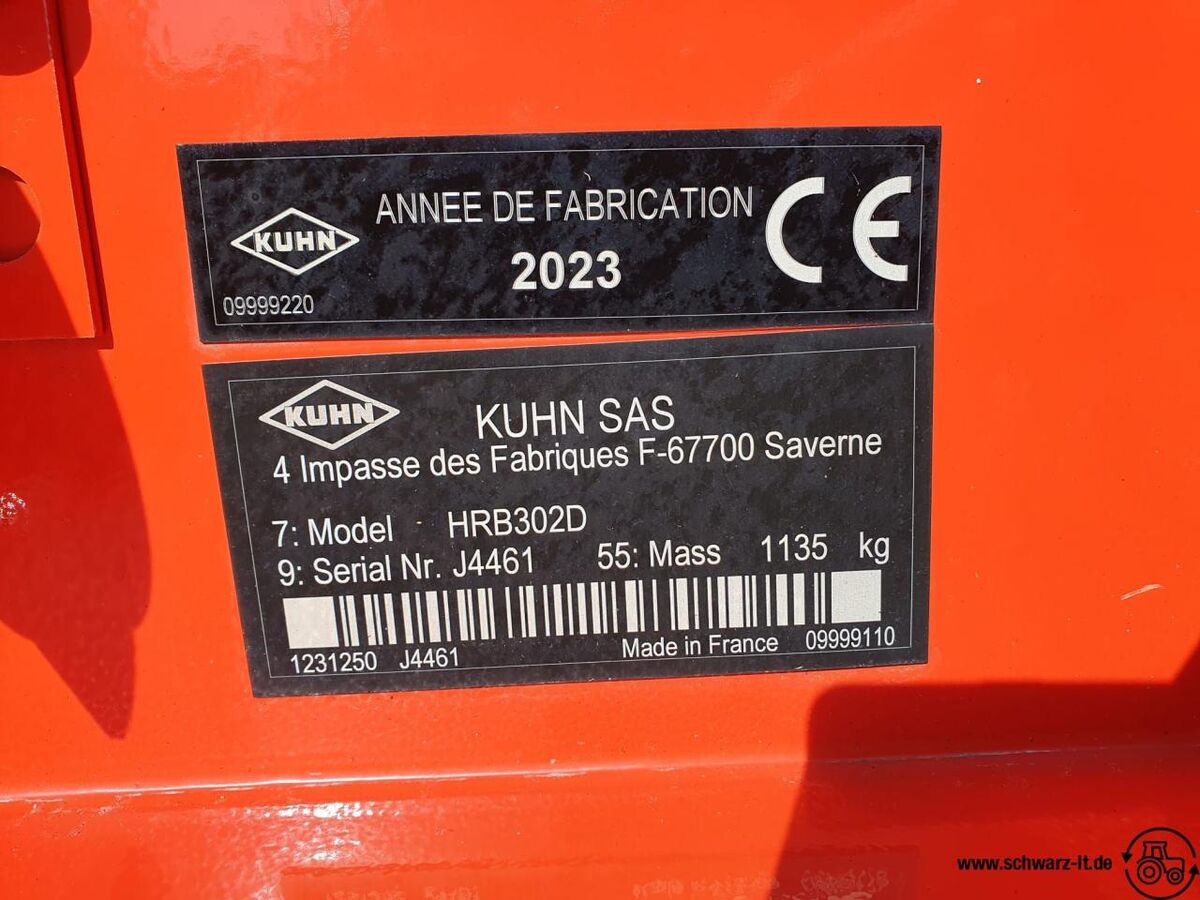 KUHN
ANNEE DE FABRICATION
2023
CE
09999220
KUHN
KUHN SAS
4 Impasse des Fabriques F-67700 Saverne
7: Model HRB302D
9: Serial Nr. J4461 55: Mass 1135 kg
1231250 J4461 Made in France 09999110
www.schwarz-lt.de